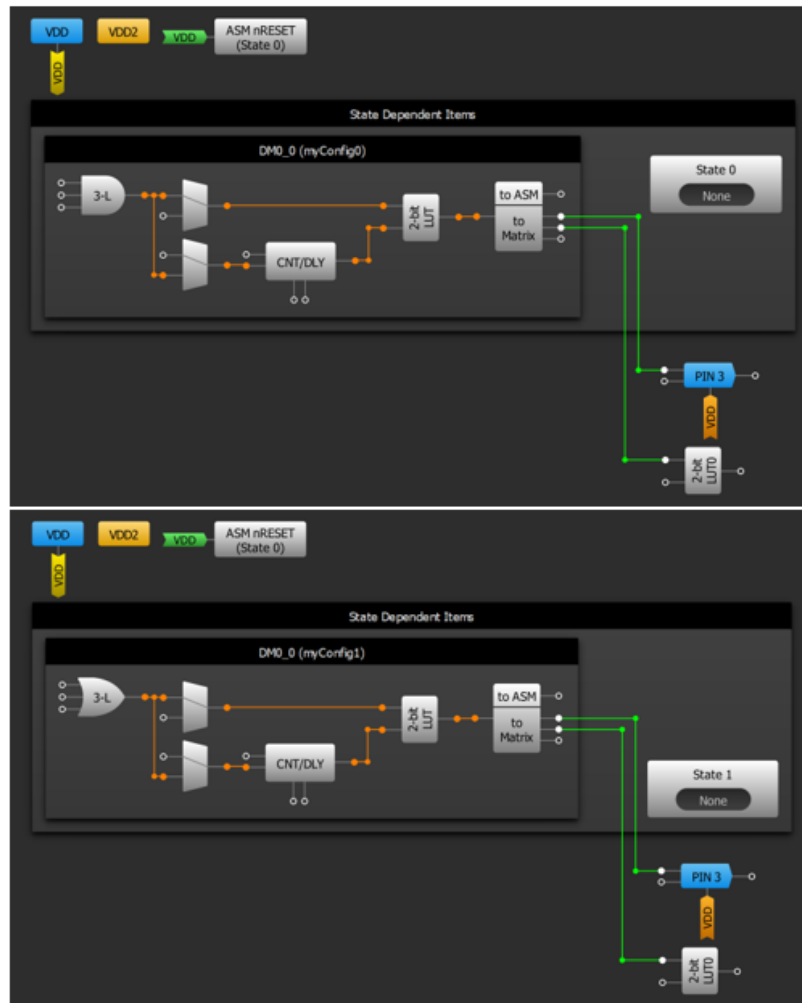 VDD
VDD2
VDD
ASM nRESET
(State 0)
VDD
State Dependent Items
DM0_0 (myConfig0)
3-L
CNT/DLY
2-bit
LUT
to ASM
to
Matrix
State 0
None
PIN 3
VDD
2-bit
LUT0
VDD
VDD2
VDD
ASM nRESET
(State 0)
VDD
State Dependent Items
DM0_0 (myConfig1)
3-L
CNT/DLY
2-bit
LUT
to ASM
to
Matrix
State 1
None
PIN 3
VDD
2-bit
LUT0